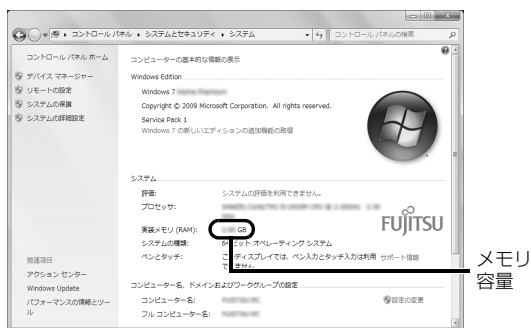 コントロール パネル ▸ システムとセキュリティ ▸ システム
コントロール パネルの検索
コントロール パネル ホーム
デバイス マネージャー
リモートの設定
システムの保護
システムの詳細設定
コンピューターの基本的な情報の表示
Windows Edition
Windows 7
Copyright © 2009 Microsoft Corporation. All rights reserved.
Service Pack 1
Windows 7 の新しいエディションの追加機能の取得
システム
評価: システムの評価を利用できません。
プロセッサ:
実装メモリ (RAM): GB
システムの種類: 64 ビット オペレーティング システム
ペンとタッチ: このディスプレイでは、ペン入力とタッチ入力は利用できません。
FUJITSU
サポート情報
メモリ
容量
コンピューター名、ドメインおよびワークグループの設定
コンピューター名:
設定の変更
フル コンピューター名:
関連項目
アクション センター
Windows Update
パフォーマンスの情報とツール